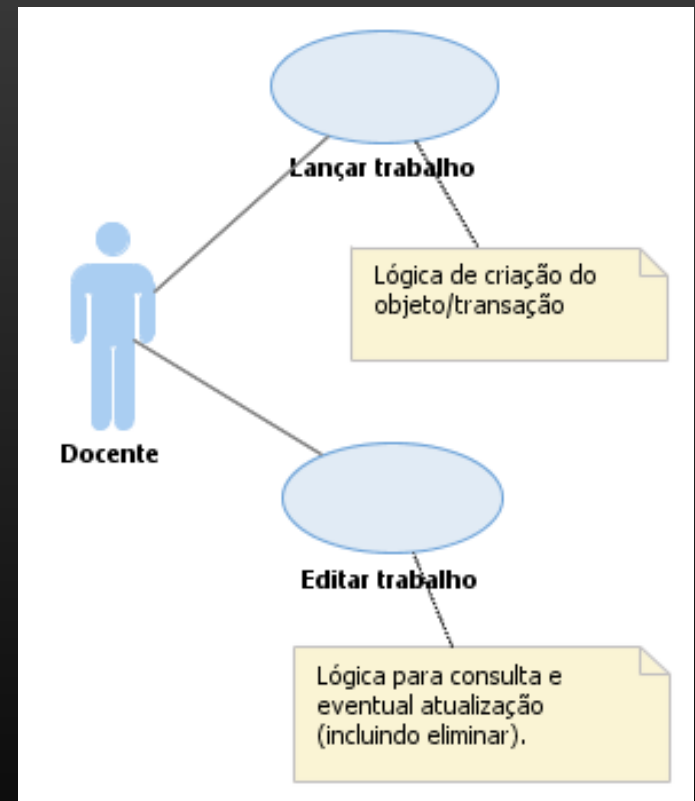 Lançar trabalho
Lógica de criação do
objeto/transação
Docente
Editar trabalho
Lógica para consulta e
eventual atualização
(incluindo eliminar).